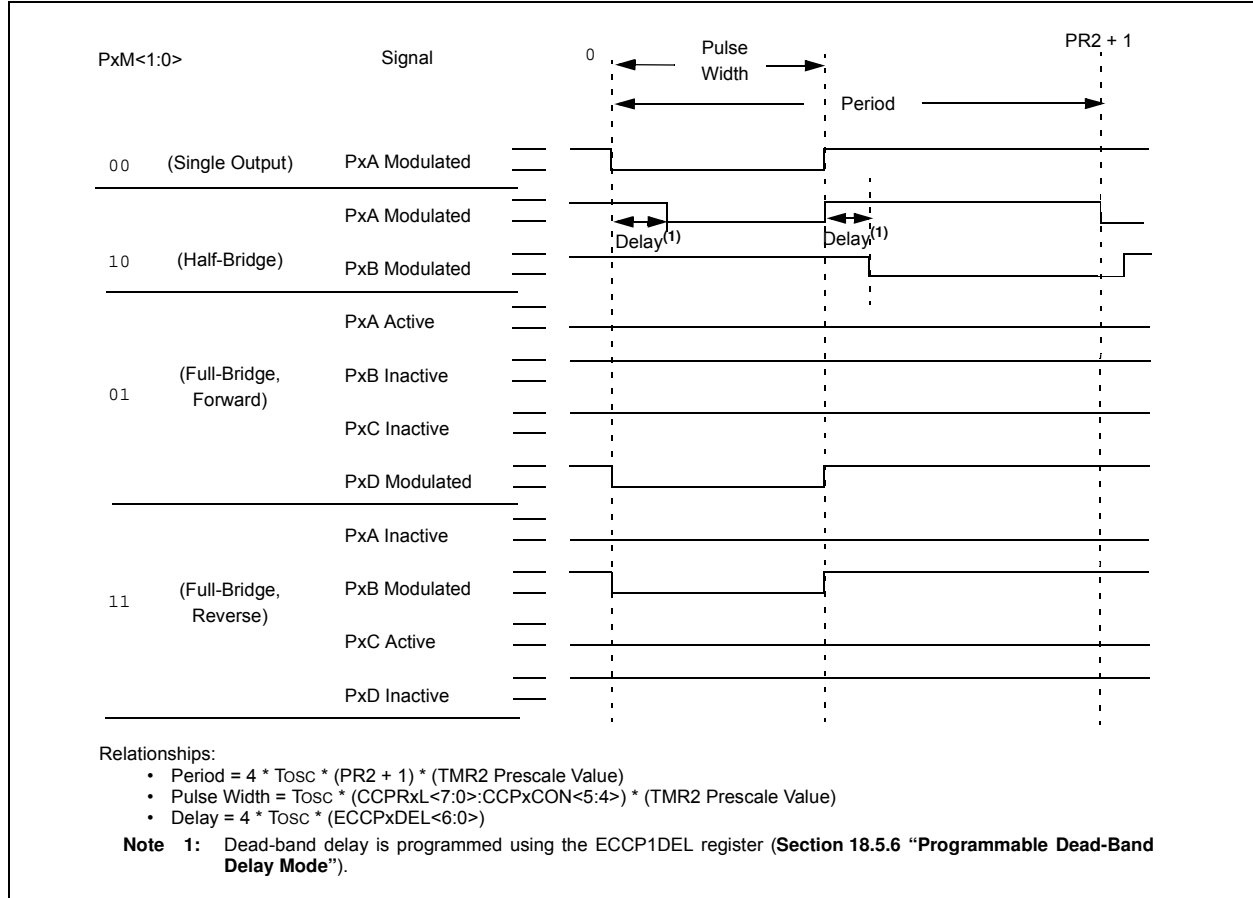 PxM<1:0> Signal 0 Pulse Width PR2 + 1
Period
00 (Single Output) PxA Modulated
PxA Modulated
Delay(1) Delay(1)
10 (Half-Bridge) PxB Modulated
PxA Active
(Full-Bridge, Forward) PxB Inactive
01
PxC Inactive
PxD Modulated
PxA Inactive
11 (Full-Bridge, Reverse) PxB Modulated
PxC Active
PxD Inactive
Relationships:
• Period = 4 * TOSC * (PR2 + 1) * (TMR2 Prescale Value)
• Pulse Width = TOSC * (CCPRxL<7:0>:CCPxCON<5:4>) * (TMR2 Prescale Value)
• Delay = 4 * TOSC * (ECCPxDEL<6:0>)
Note 1: Dead-band delay is programmed using the ECCP1DEL register (Section 18.5.6 “Programmable Dead-Band
Delay Mode”).